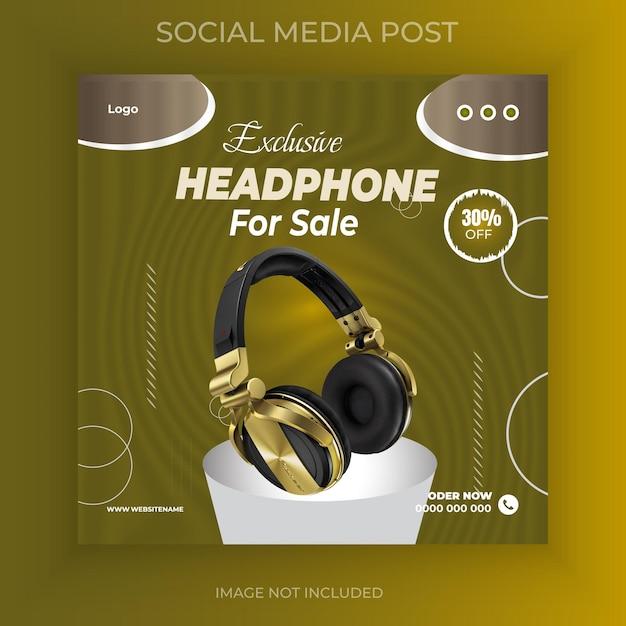 SOCIAL MEDIA POST
Logo
Exclusive
HEADPHONE
For Sale
30%
OFF
ODER NOW
0000 000 000
WWW.WEBSITENAME
IMAGE NOT INCLUDED